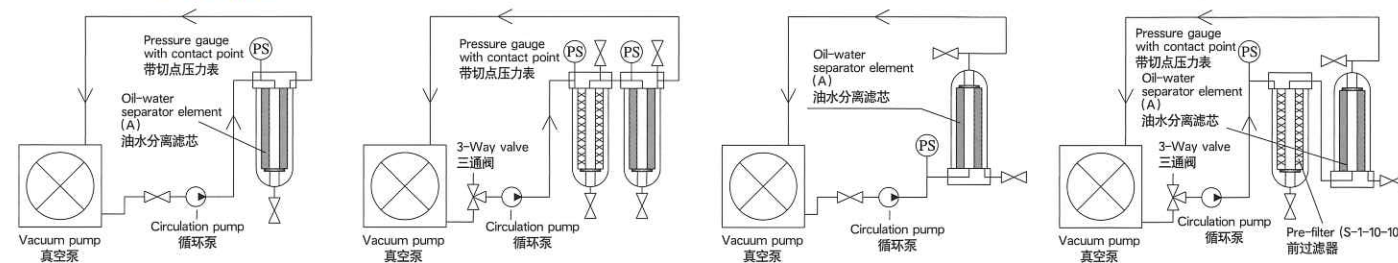 Pressure gauge
with contact point
带切点压力表
PS
Oil-water
separator element
(A)
油水分离滤芯
Vacuum pump
真空泵
Circulation pump
循环泵
Pressure gauge
with contact point
带切点压力表
PS
PS
3-Way valve
三通阀
Vacuum pump
真空泵
Circulation pump
循环泵
Oil-water
separator element
(A)
油水分离滤芯
PS
Vacuum pump
真空泵
Circulation pump
循环泵
Pressure gauge
with contact point
带切点压力表
PS
Oil-water
separator element
(A)
油水分离滤芯
3-Way valve
三通阀
Vacuum pump
真空泵
Circulation pump
循环泵
Pre-filter (S-1-10-10
前过滤器